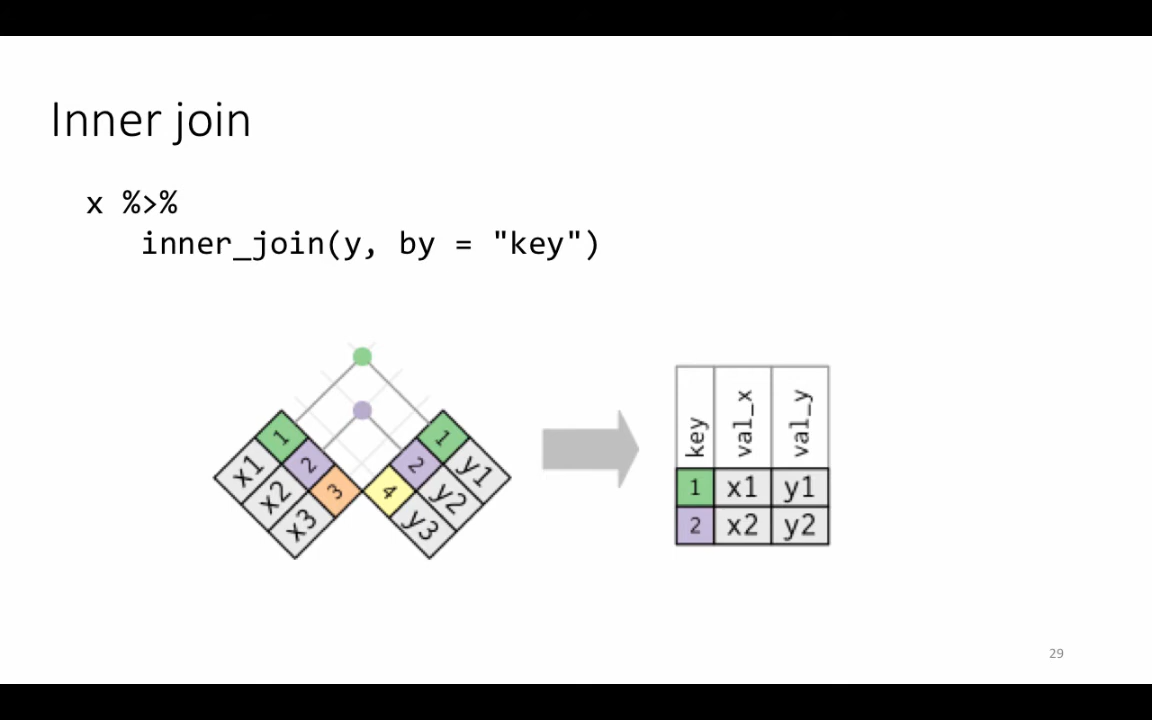 Inner join
x %>%
inner_join(y, by = "key")
1 2 3
x1 x2 x3
4 2 1
y3 y2 y1
key val_x val_y
1 x1 y1
2 x2 y2
29